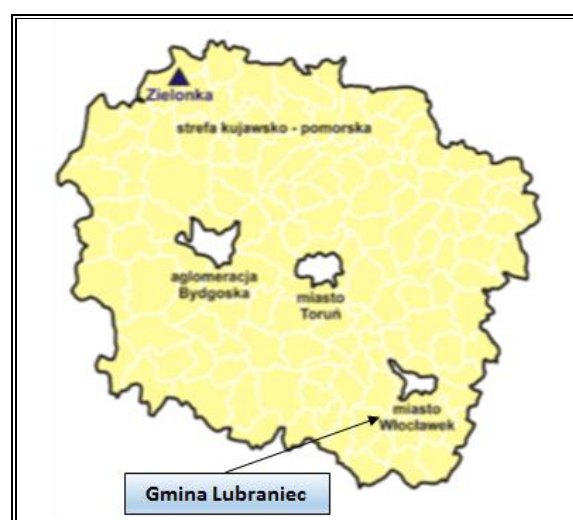 Zielonka
strefa kujawsko - pomorska
aglomeracja
Bydgoska
miasto
Toruń
miasto
Włocławek
Gmina Lubraniec